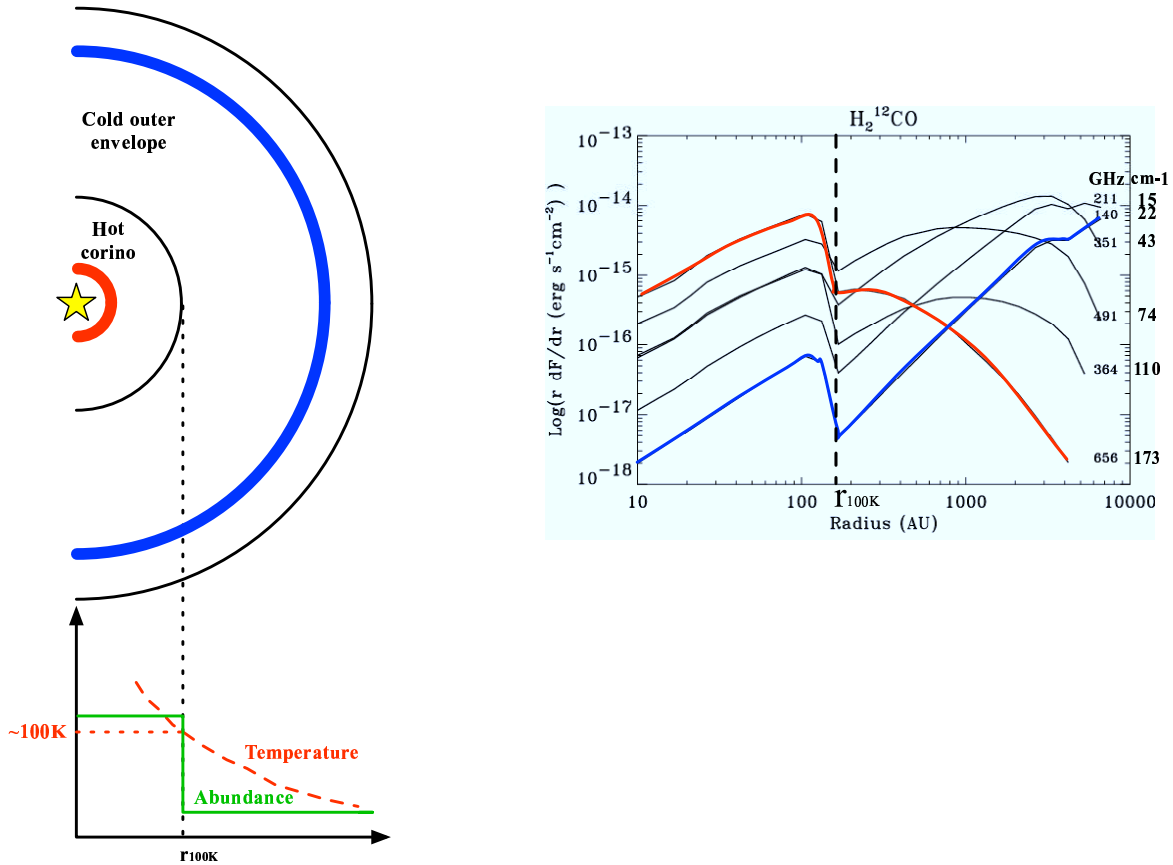 Cold outer
envelope
Hot
corino
~100K
Temperature
Abundance
r100K
H₂¹²CO
Log(r dF/dr (erg s⁻¹cm⁻²) )
10⁻¹³
10⁻¹⁴
10⁻¹⁵
10⁻¹⁶
10⁻¹⁷
10⁻¹⁸
10
100
1000
10000
r100K
Radius (AU)
GHz cm-1
211 15
140 22
351 43
491 74
364 110
656 173